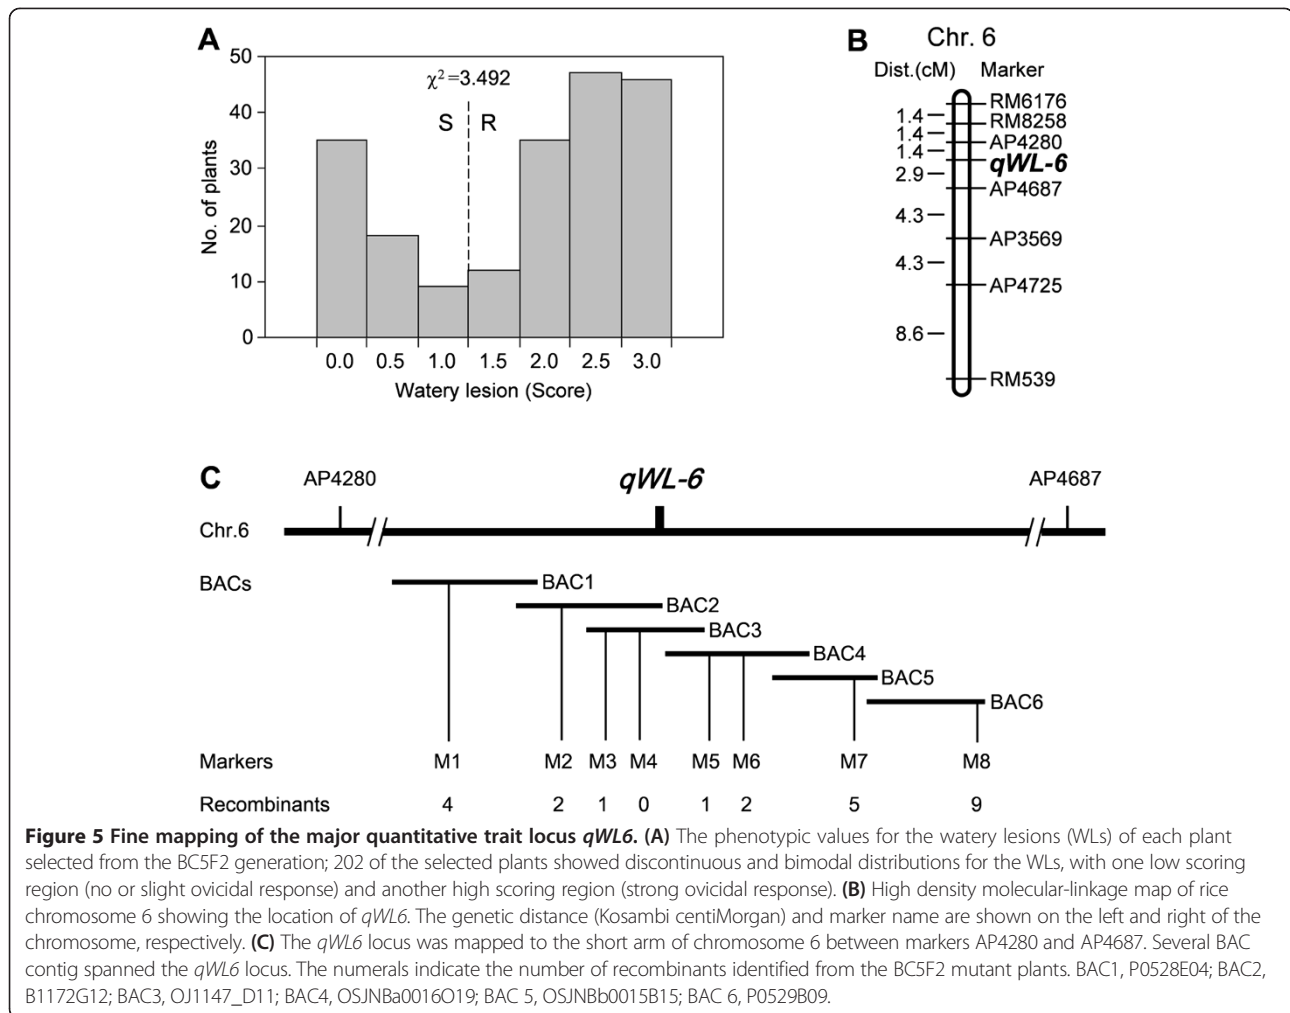 A
χ²=3.492
S R
No. of plants
50
40
30
20
10
0
0.0 0.5 1.0 1.5 2.0 2.5 3.0
Watery lesion (Score)
B
Chr. 6
Dist.(cM) Marker
RM6176
1.4
RM8258
1.4
AP4280
1.4
qWL-6
2.9
AP4687
4.3
AP3569
4.3
AP4725
8.6
RM539
C
AP4280 qWL-6 AP4687
Chr.6
BACs
BAC1
BAC2
BAC3
BAC4
BAC5
BAC6
Markers M1 M2 M3 M4 M5 M6 M7 M8
Recombinants 4 2 1 0 1 2 5 9
Figure 5 Fine mapping of the major quantitative trait locus qWL6. (A) The phenotypic values for the watery lesions (WLs) of each plant
selected from the BC5F2 generation; 202 of the selected plants showed discontinuous and bimodal distributions for the WLs, with one low scoring
region (no or slight ovicidal response) and another high scoring region (strong ovicidal response). (B) High density molecular-linkage map of rice
chromosome 6 showing the location of qWL6. The genetic distance (Kosambi centiMorgan) and marker name are shown on the left and right of the
chromosome, respectively. (C) The qWL6 locus was mapped to the short arm of chromosome 6 between markers AP4280 and AP4687. Several BAC
contig spanned the qWL6 locus. The numerals indicate the number of recombinants identified from the BC5F2 mutant plants. BAC1, P0528E04; BAC2,
B1172G12; BAC3, OJ1147_D11; BAC4, OSJNBa0016O19; BAC 5, OSJNBb0015B15; BAC 6, P0529B09.